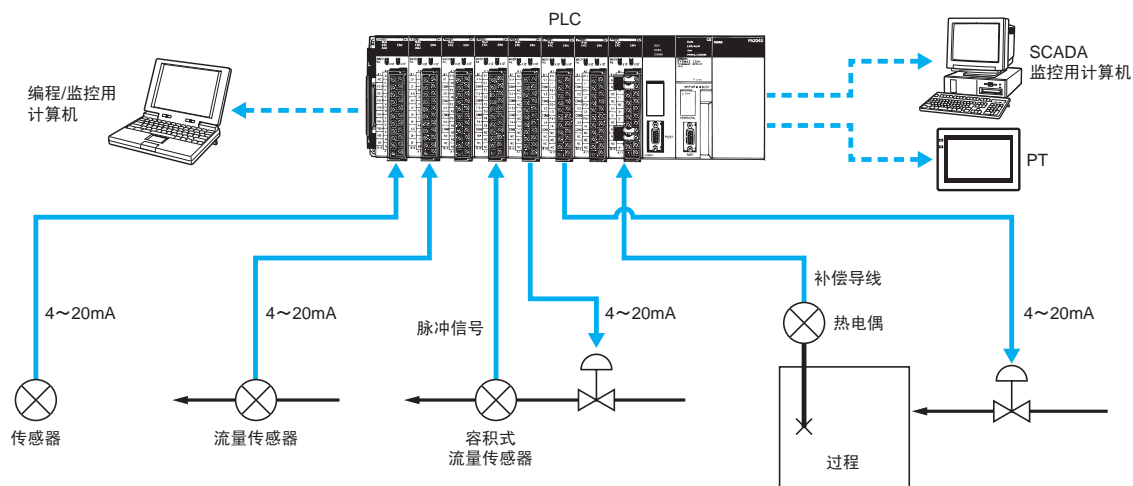 PLC
编程/监控用
计算机
SCADA
监控用计算机
PT
4～20mA
4～20mA
脉冲信号
4～20mA
补偿导线
热电偶
4～20mA
传感器
流量传感器
容积式
流量传感器
过程